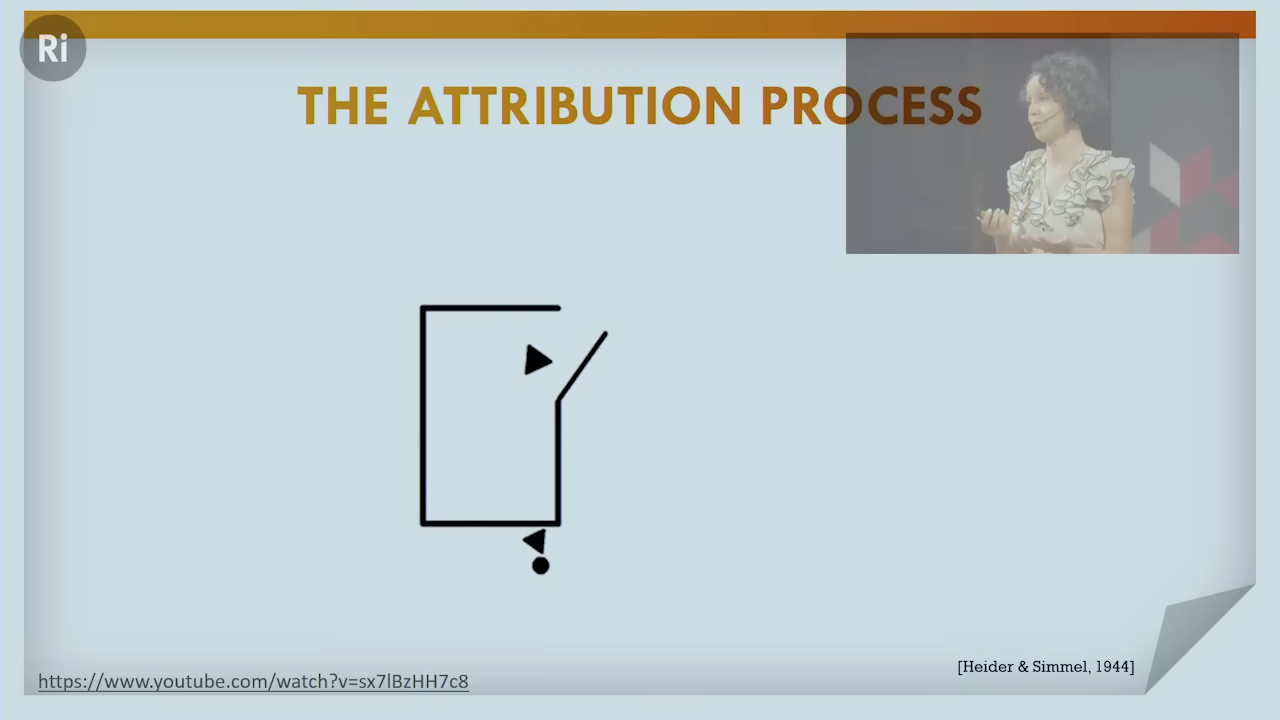 Ri
THE ATTRIBUTION PROCESS
[Heider & Simmel, 1944]
https://www.youtube.com/watch?v=sx7lBzHH7c8